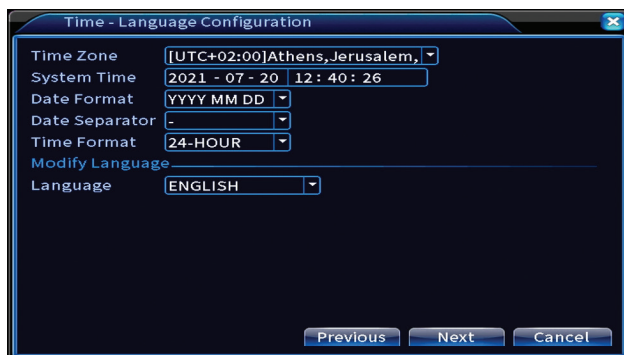 Time - Language Configuration
Time Zone [UTC+02:00]Athens,Jerusalem,
System Time 2021 - 07 - 20 12 : 40 : 26
Date Format YYYY MM DD
Date Separator -
Time Format 24-HOUR
Modify Language
Language ENGLISH
Previous Next Cancel